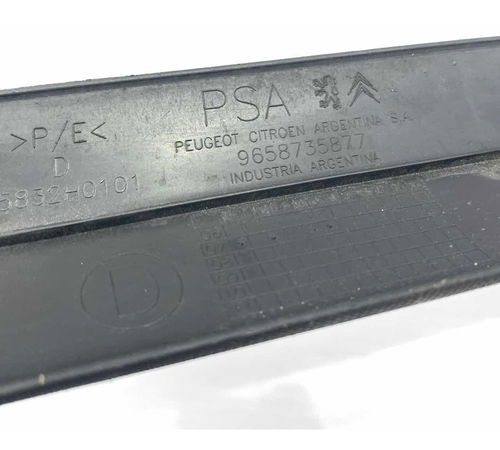 PSA
PEUGEOT CITROEN ARGENTINA S.A.
9658735877
INDUSTRIA ARGENTINA
>P/E<
D
5832H0101
D